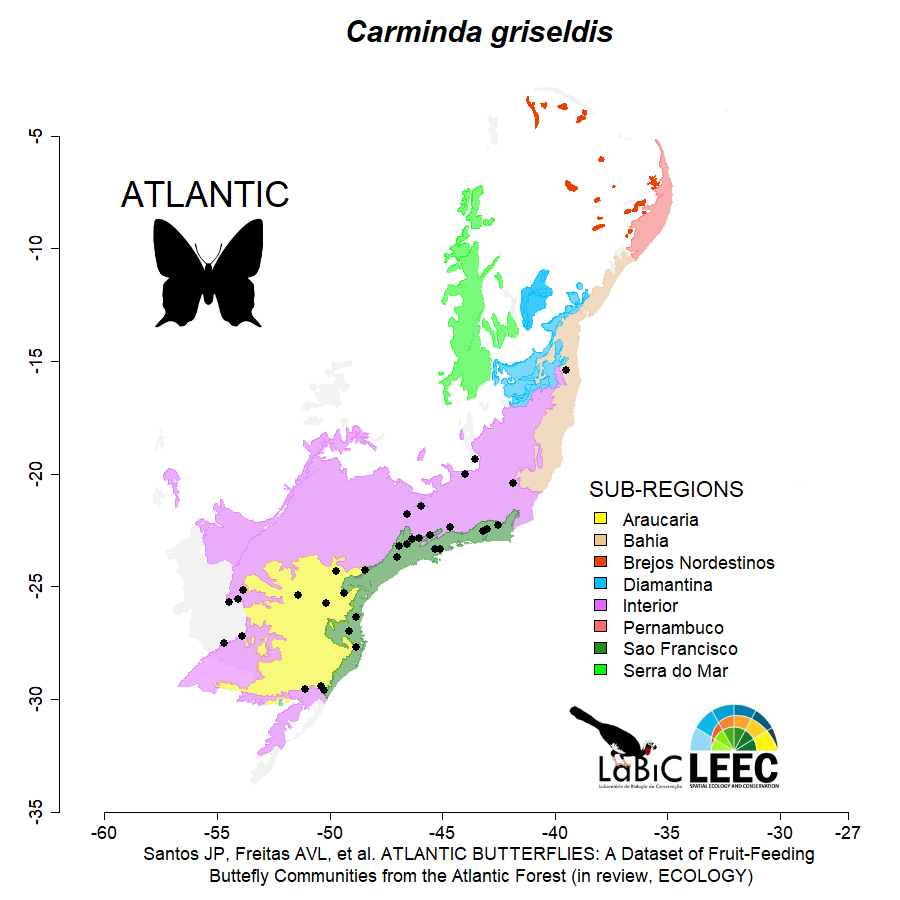 Carminda griseldis
ATLANTIC
-5
-10
-15
-20
-25
-30
-35
SUB-REGIONS
Araucaria
Bahia
Brejos Nordestinos
Diamantina
Interior
Pernambuco
Sao Francisco
Serra do Mar
LaBiC
Laboratório de Biologia da Conservação
LEEC
SPATIAL ECOLOGY AND CONSERVATION
-60 -55 -50 -45 -40 -35 -30 -27
Santos JP, Freitas AVL, et al. ATLANTIC BUTTERFLIES: A Dataset of Fruit-Feeding
Buttefly Communities from the Atlantic Forest (in review, ECOLOGY)